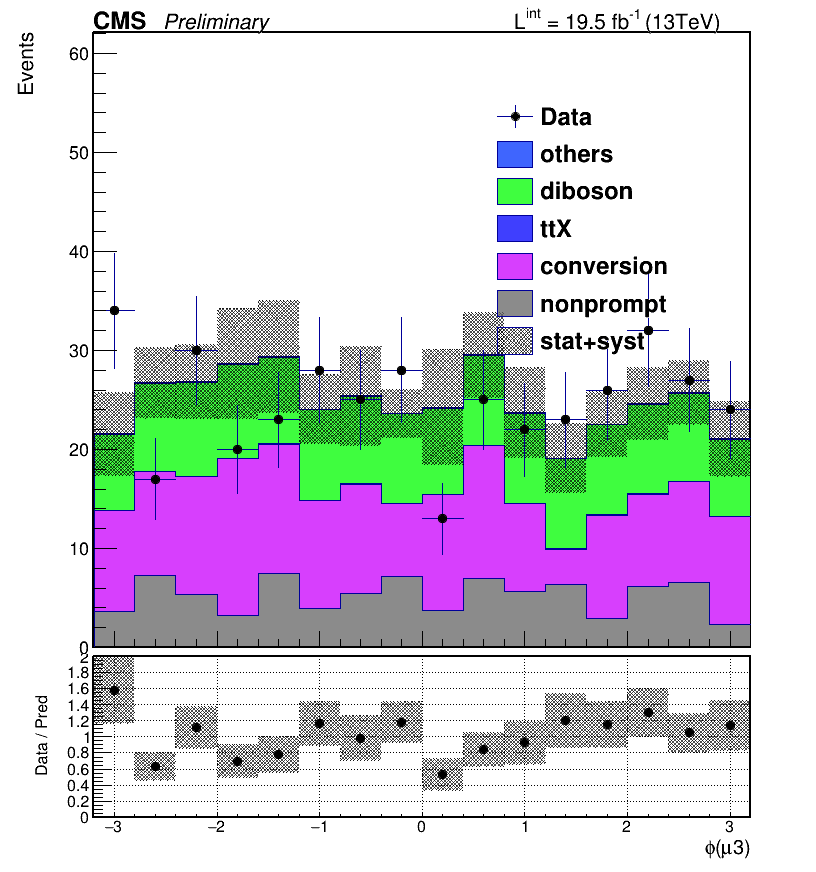 CMS Preliminary L^int = 19.5 fb^-1 (13TeV)
Events
60
50
40
30
20
10
0
Data
others
diboson
ttX
conversion
nonprompt
stat+syst
Data / Pred
2
1.8
1.6
1.4
1.2
1
0.8
0.6
0.4
0.2
0
−3 −2 −1 0 1 2 3
ϕ(μ3)